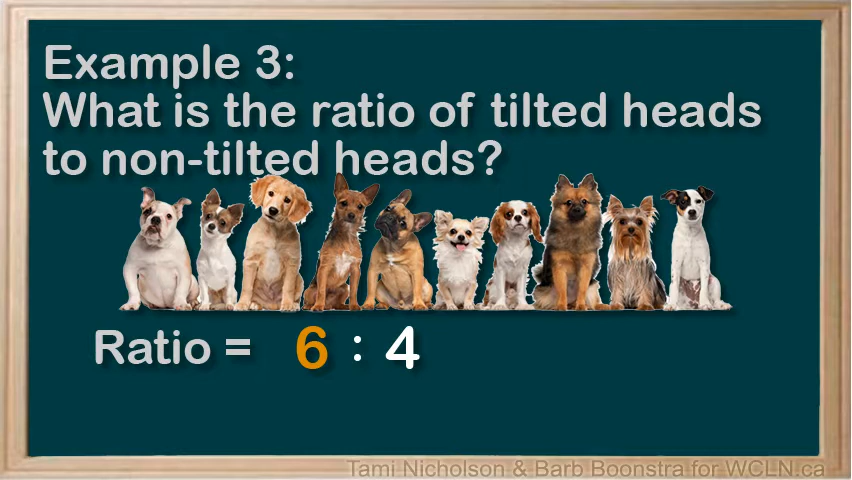 Example 3:
What is the ratio of tilted heads
to non-tilted heads?
Ratio = 6 : 4
Tami Nicholson & Barb Boonstra for WCLN.ca